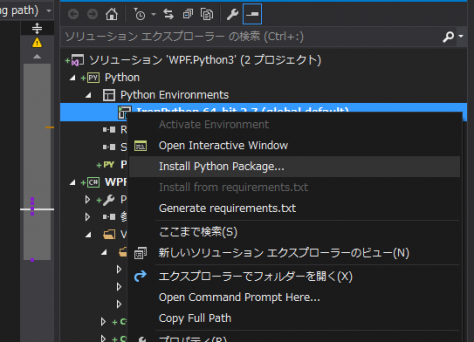 ng path)
ソリューション エクスプローラー の検索 (Ctrl+:)
ソリューション 'WPF.Python3' (2 プロジェクト)
Python
Python Environments
IronPython 64-bit 2.7 (global default)
Activate Environment
Open Interactive Window
Install Python Package...
Install from requirements.txt
Generate requirements.txt
ここまで検索(S)
新しいソリューション エクスプローラーのビュー(N)
エクスプローラーでフォルダーを開く(X)
Open Command Prompt Here...
Copy Full Path
プロパティ(R)
R
S
PY P
C# WPF
P
参
V